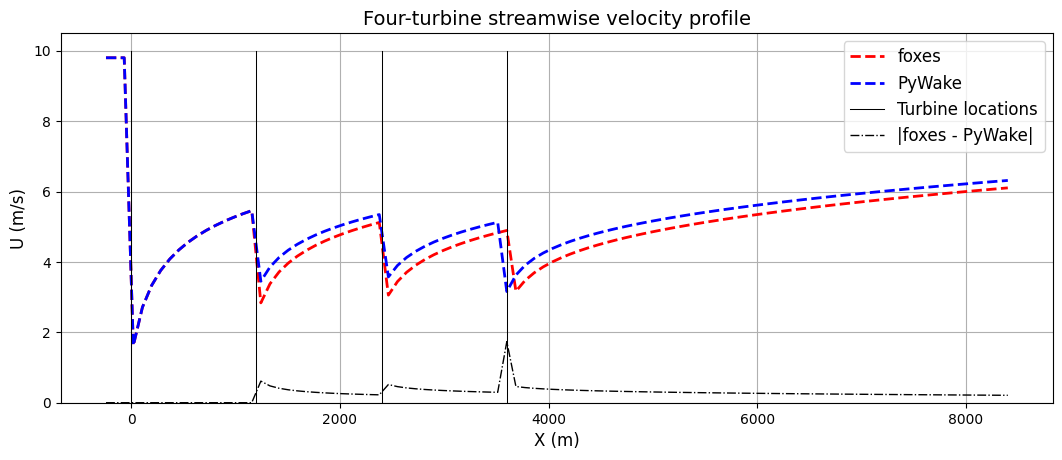 Four-turbine streamwise velocity profile
foxes
PyWake
Turbine locations
|foxes - PyWake|
U (m/s)
10
8
6
4
2
0
0 2000 4000 6000 8000
X (m)